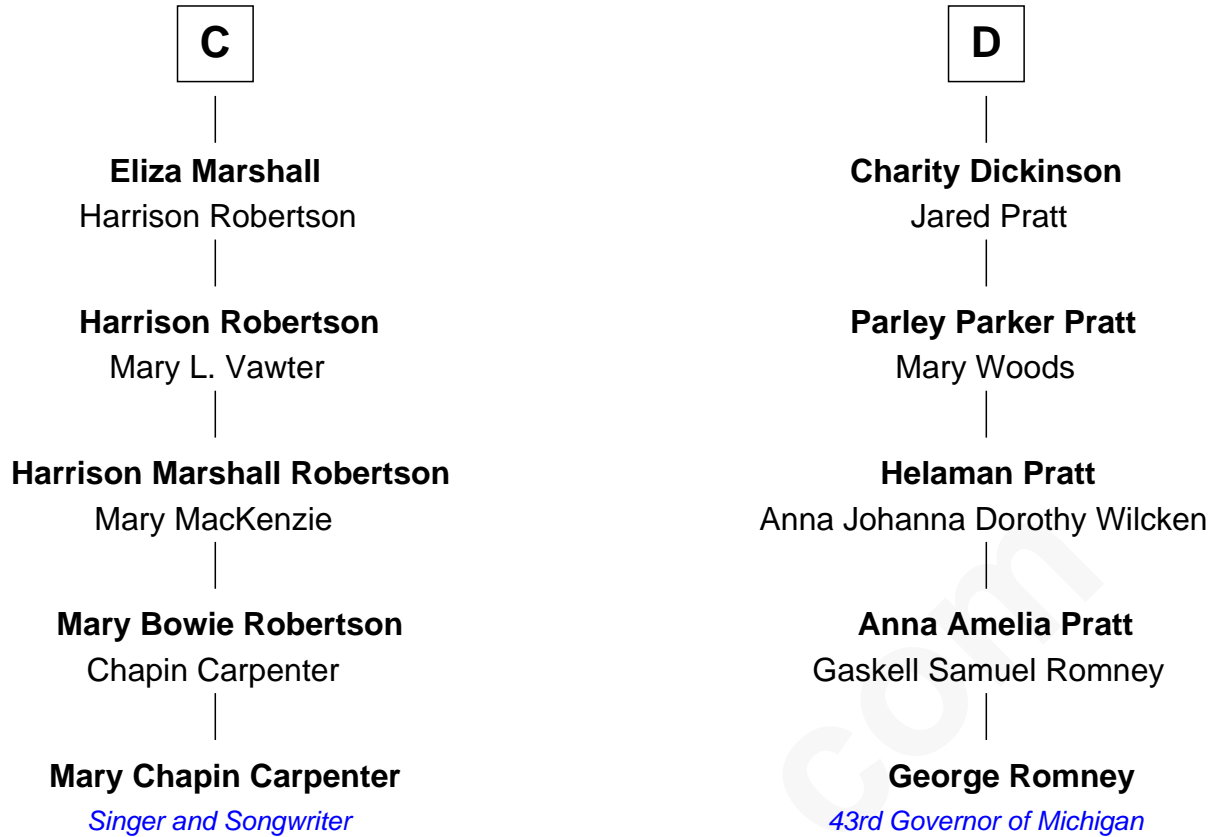 C
Eliza Marshall
Harrison Robertson
Harrison Robertson
Mary L. Vawter
Harrison Marshall Robertson
Mary MacKenzie
Mary Bowie Robertson
Chapin Carpenter
Mary Chapin Carpenter
Singer and Songwriter
D
Charity Dickinson
Jared Pratt
Parley Parker Pratt
Mary Woods
Helaman Pratt
Anna Johanna Dorothy Wilcken
Anna Amelia Pratt
Gaskell Samuel Romney
George Romney
43rd Governor of Michigan
com